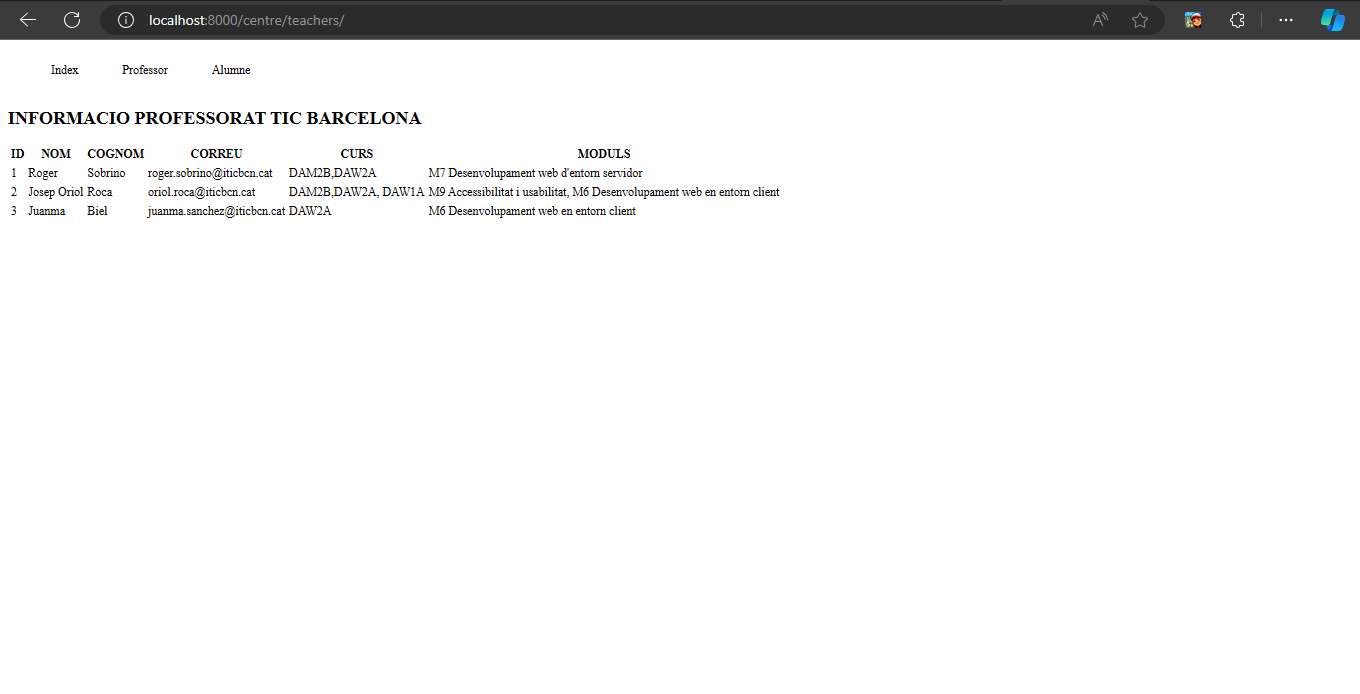 localhost:8000/centre/teachers/
Index Professor Alumne
INFORMACIO PROFESSORAT TIC BARCELONA
ID NOM COGNOM CORREU CURS MODULS
1 Roger Sobrino roger.sobrino@iticbcn.cat DAM2B,DAW2A M7 Desenvolupament web d'entorn servidor
2 Josep Oriol Roca oriol.roca@iticbcn.cat DAM2B,DAW2A, DAW1A M9 Accessibilitat i usabilitat, M6 Desenvolupament web en entorn client
3 Juanma Biel juanma.sanchez@iticbcn.cat DAW2A M6 Desenvolupament web en entorn client